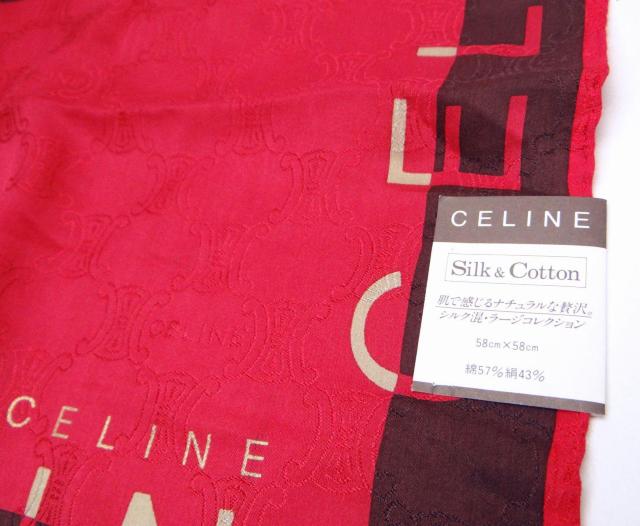 CELINE
Silk & Cotton
肌で感じるナチュラルな贅沢。
シルク混・ラージコレクション
58cm×58cm
綿57%絹43%
CELINE
CELINE
CEL